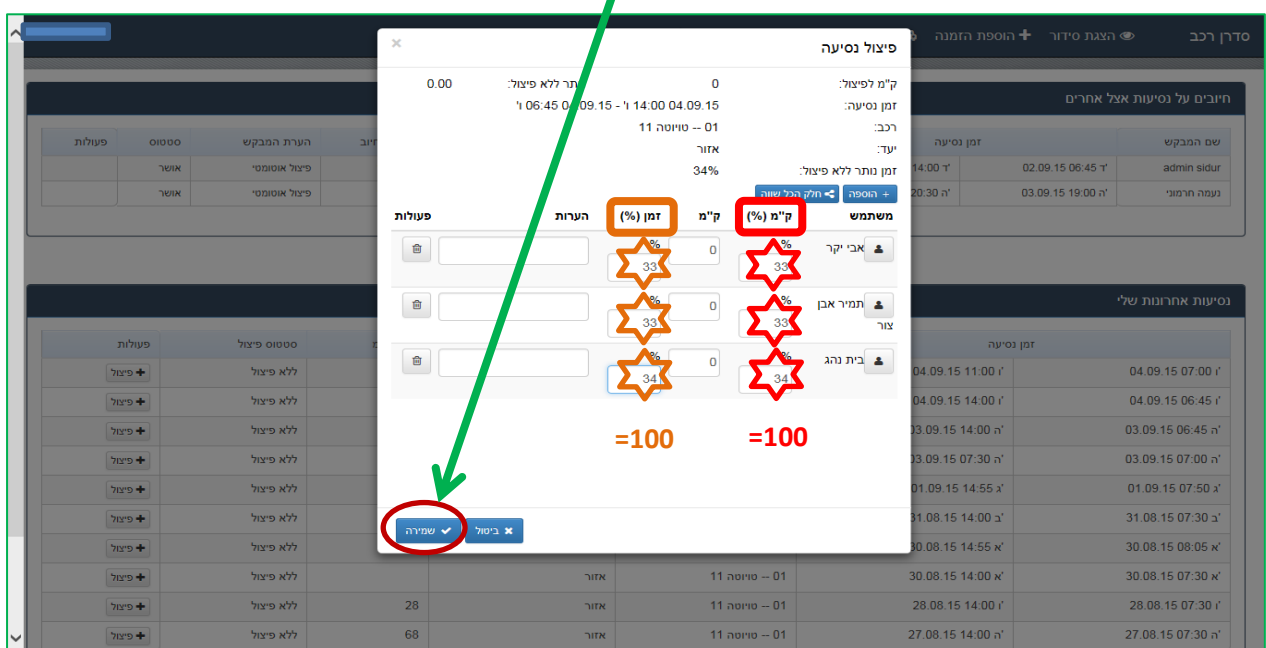 סדרן רכב
הצגת סידור
הוספת הזמנה
חיובים על נסיעות אצל אחרים
שם המבקש זמן נסיעה הערת המבקש סטטוס פעולות
admin sidur 02.09.15 06:45 ד' 14:00 ד' פיצול אוטומטי אושר
נעמה חרמוני 03.09.15 19:00 ה' 20:30 ה' פיצול אוטומטי אושר
נסיעות אחרונות שלי
זמן נסיעה סטטוס פיצול פעולות
04.09.15 07:00 ו' 04.09.15 11:00 ו' ללא פיצול פיצול
04.09.15 06:45 ו' 04.09.15 14:00 ו' ללא פיצול פיצול
03.09.15 06:45 ה' 03.09.15 14:00 ה' ללא פיצול פיצול
03.09.15 07:00 ה' 03.09.15 07:30 ה' ללא פיצול פיצול
01.09.15 07:50 ג' 01.09.15 14:55 ג' ללא פיצול פיצול
31.08.15 07:30 ב' 31.08.15 14:00 ב' ללא פיצול פיצול
30.08.15 08:05 א' 30.08.15 14:55 א' ללא פיצול פיצול
30.08.15 07:30 א' 30.08.15 14:00 א' 01 -- טויוטה 11 אזור ללא פיצול פיצול
28.08.15 07:30 ו' 28.08.15 14:00 ו' 01 -- טויוטה 11 אזור 28 ללא פיצול פיצול
27.08.15 07:30 ה' 27.08.15 14:00 ה' 01 -- טויוטה 11 אזור 68 ללא פיצול פיצול
פיצול נסיעה ×
ק"מ לפיצול: 0 ללא פיצול: 0.00
זמן נסיעה: 04.09.15 14:00 ו' - 04.09.15 06:45 ו'
רכב: 01 -- טויוטה 11
יעד: אזור
זמן נותר ללא פיצול: 34%
+ הוספה חלק הכל שווה
משתמש ק"מ (%) ק"מ זמן (%) הערות פעולות
אבי יקר % 33 0 % 33
תמיר אבן צור % 33 0 % 33
בית נהג % 34 0 % 34
=100 =100
ביטול שמירה